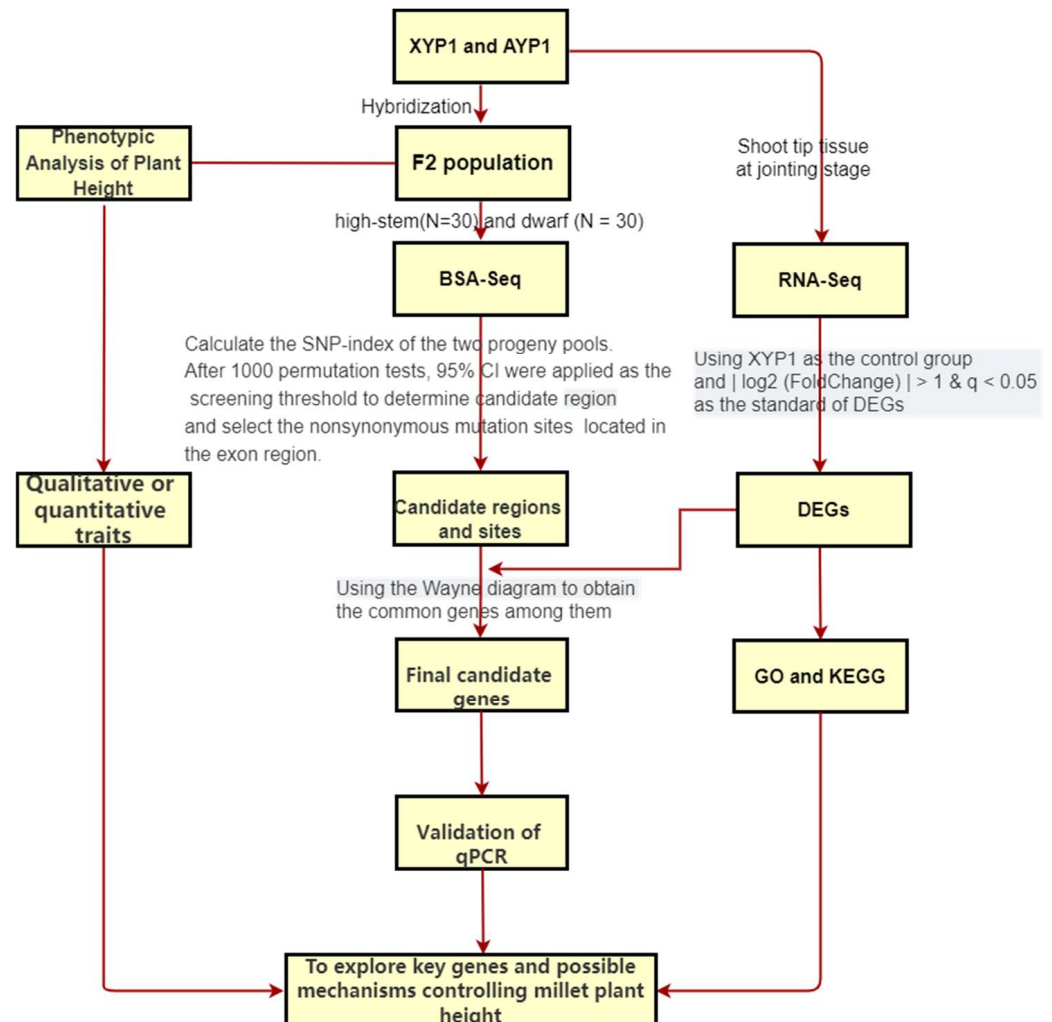 XYP1 and AYP1
Hybridization
Phenotypic
Analysis of Plant
Height
F2 population
Shoot tip tissue
at jointing stage
high-stem(N=30) and dwarf (N = 30)
BSA-Seq
RNA-Seq
Calculate the SNP-index of the two progeny pools.
After 1000 permutation tests, 95% CI were applied as the
screening threshold to determine candidate region
and select the nonsynonymous mutation sites located in
the exon region.
Using XYP1 as the control group
and | log2 (FoldChange) | > 1 & q < 0.05
as the standard of DEGs
Qualitative or
quantitative
traits
Candidate regions
and sites
DEGs
Using the Wayne diagram to obtain
the common genes among them
Final candidate
genes
GO and KEGG
Validation of
qPCR
To explore key genes and possible
mechanisms controlling millet plant
height